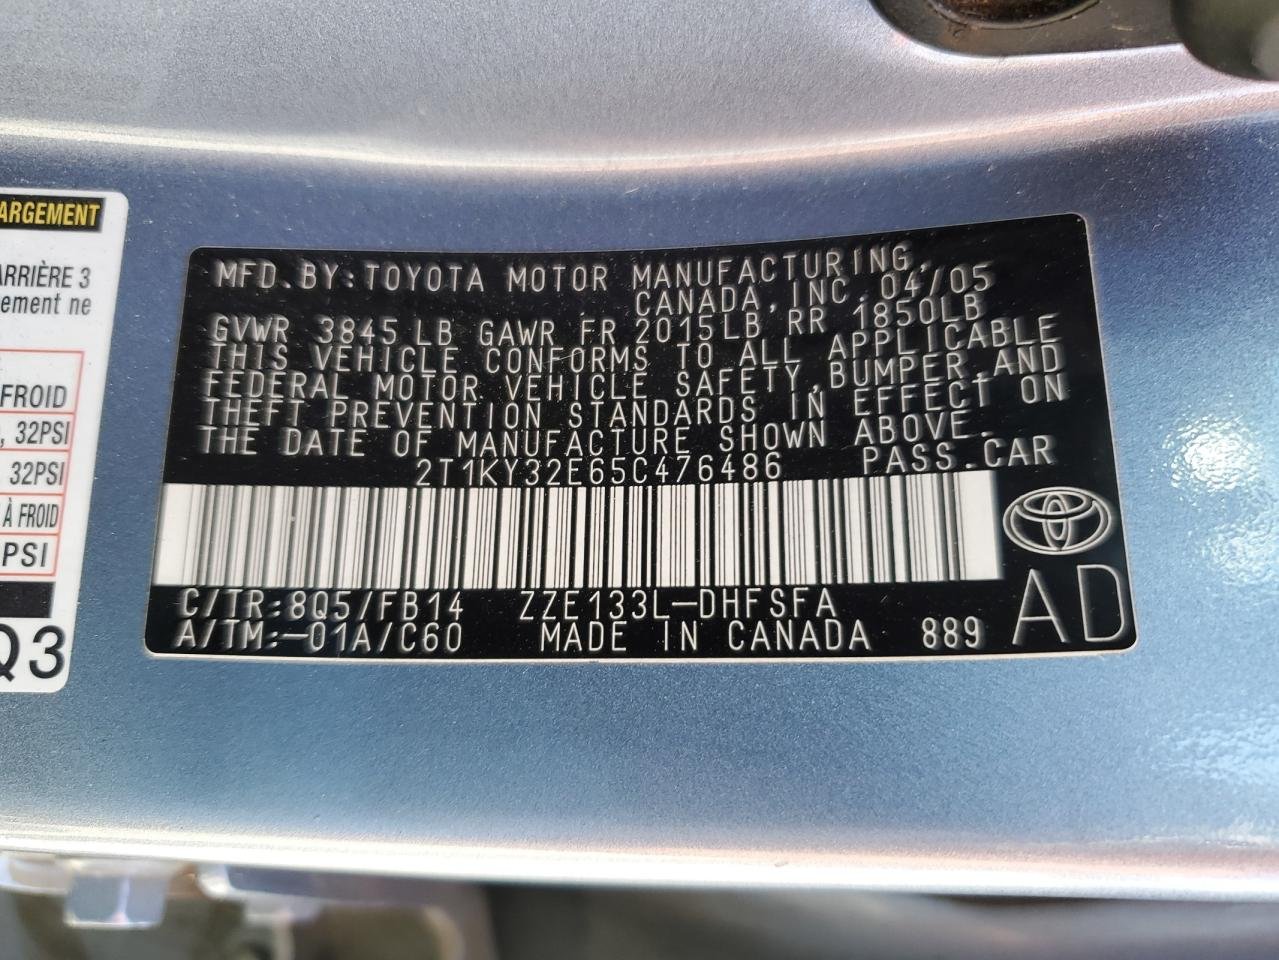 ARGEMENT
ARRIÈRE 3
ement ne
FROID
, 32PSI
32PSI
À FROID
PSI
Q3
MFD. BY: TOYOTA MOTOR MANUFACTURING,
CANADA, INC. 04/05
GVWR 3845 LB GAWR FR 2015LB RR 1850LB
THIS VEHICLE CONFORMS TO ALL APPLICABLE
FEDERAL MOTOR VEHICLE SAFETY, BUMPER, AND
THEFT PREVENTION STANDARDS IN EFFECT ON
THE DATE OF MANUFACTURE SHOWN ABOVE.
2T1KY32E65C476486 PASS. CAR
C/TR: 8Q5/FB14 ZZE133L-DHFSFA
A/TM: -01A/C60 MADE IN CANADA 889 AD